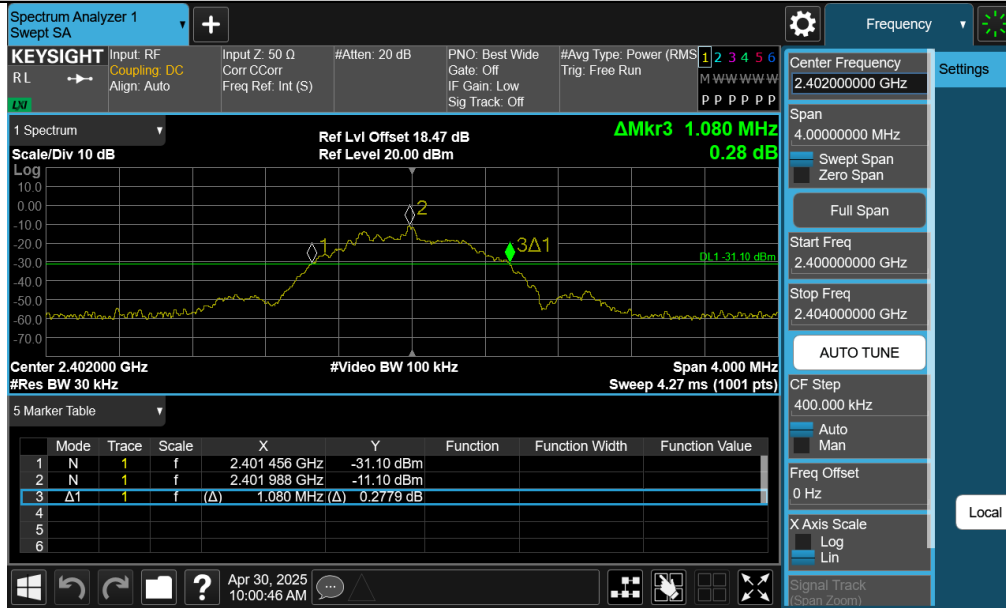 Spectrum Analyzer 1
Swept SA
+
Frequency
KEYSIGHT
RL
LXI
Input: RF
Coupling: DC
Align: Auto
Input Z: 50 Ω
Corr CCorr
Freq Ref: Int (S)
#Atten: 20 dB
PNO: Best Wide
Gate: Off
IF Gain: Low
Sig Track: Off
#Avg Type: Power (RMS
Trig: Free Run
1 2 3 4 5 6
M W W W W W
P P P P P P
1 Spectrum
Scale/Div 10 dB
Ref Lvl Offset 18.47 dB
Ref Level 20.00 dBm
ΔMkr3 1.080 MHz
0.28 dB
Log
10.0
0.00
-10.0
-20.0
-30.0
-40.0
-50.0
-60.0
-70.0
1
2
3Δ1
DL1 -31.10 dBm
Center 2.402000 GHz
#Video BW 100 kHz
Span 4.000 MHz
#Res BW 30 kHz
Sweep 4.27 ms (1001 pts)
5 Marker Table
Mode Trace Scale X Y Function Function Width Function Value
1 N 1 f 2.401 456 GHz -31.10 dBm
2 N 1 f 2.401 988 GHz -11.10 dBm
3 Δ1 1 f (Δ) 1.080 MHz (Δ) 0.2779 dB
4
5
6
?
Apr 30, 2025
10:00:46 AM
Center Frequency
2.402000000 GHz
Settings
Span
4.00000000 MHz
Swept Span
Zero Span
Full Span
Start Freq
2.400000000 GHz
Stop Freq
2.404000000 GHz
AUTO TUNE
CF Step
400.000 kHz
Auto
Man
Freq Offset
0 Hz
Local
X Axis Scale
Log
Lin
Signal Track
(Span Zoom)